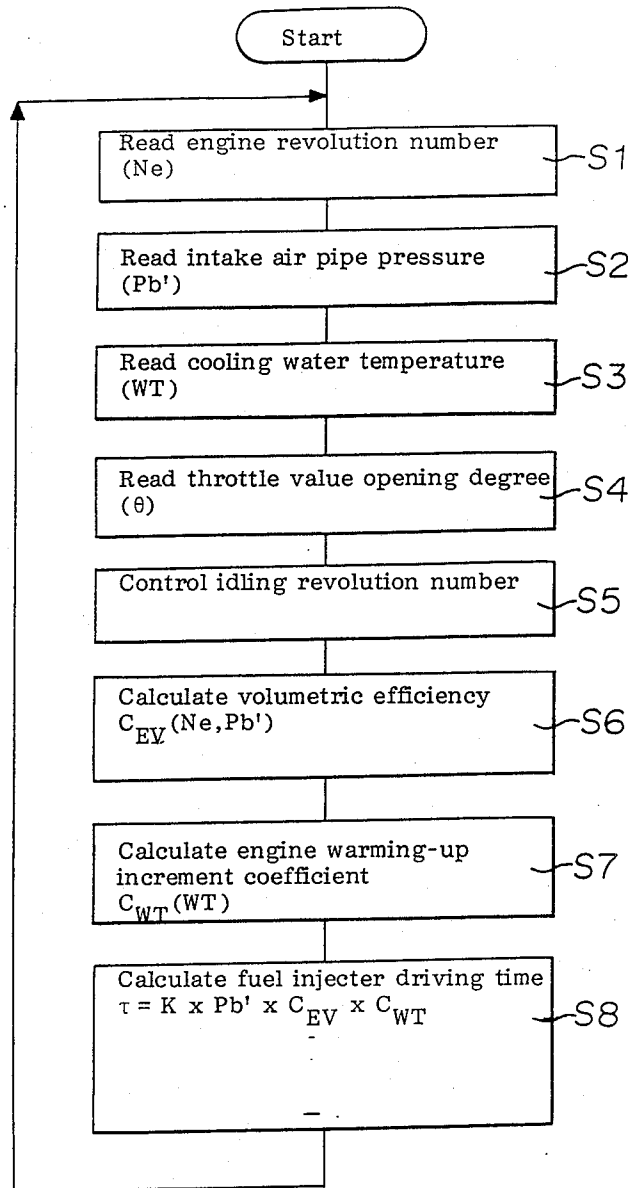 Start
Read engine revolution number
(Ne)
S1
Read intake air pipe pressure
(Pb')
S2
Read cooling water temperature
(WT)
S3
Read throttle value opening degree
(θ)
S4
Control idling revolution number
S5
Calculate volumetric efficiency
C_EV(Ne,Pb')
S6
Calculate engine warming-up
increment coefficient
C_WT(WT)
S7
Calculate fuel injecter driving time
τ = K x Pb' x C_EV x C_WT
S8